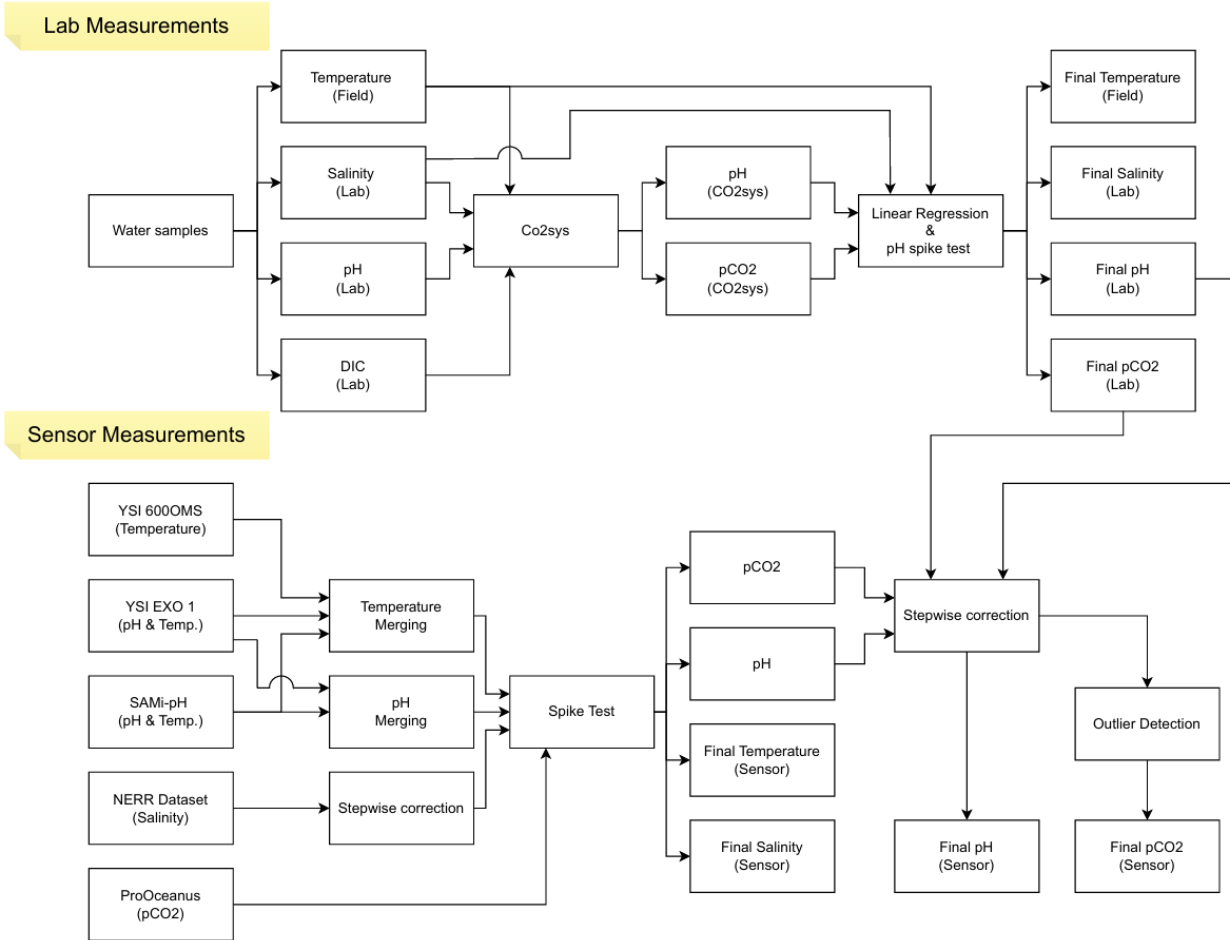 Lab Measurements
Temperature
(Field)
Final Temperature
(Field)
Salinity
(Lab)
pH
(CO2sys)
Final Salinity
(Lab)
Water samples
Co2sys
Linear Regression
&
pH spike test
pH
(Lab)
pCO2
(CO2sys)
Final pH
(Lab)
DIC
(Lab)
Final pCO2
(Lab)
Sensor Measurements
YSI 600OMS
(Temperature)
pCO2
YSI EXO 1
(pH & Temp.)
Temperature
Merging
Stepwise correction
pH
SAMi-pH
(pH & Temp.)
pH
Merging
Spike Test
Outlier Detection
Final Temperature
(Sensor)
NERR Dataset
(Salinity)
Stepwise correction
Final Salinity
(Sensor)
Final pH
(Sensor)
Final pCO2
(Sensor)
ProOceanus
(pCO2)